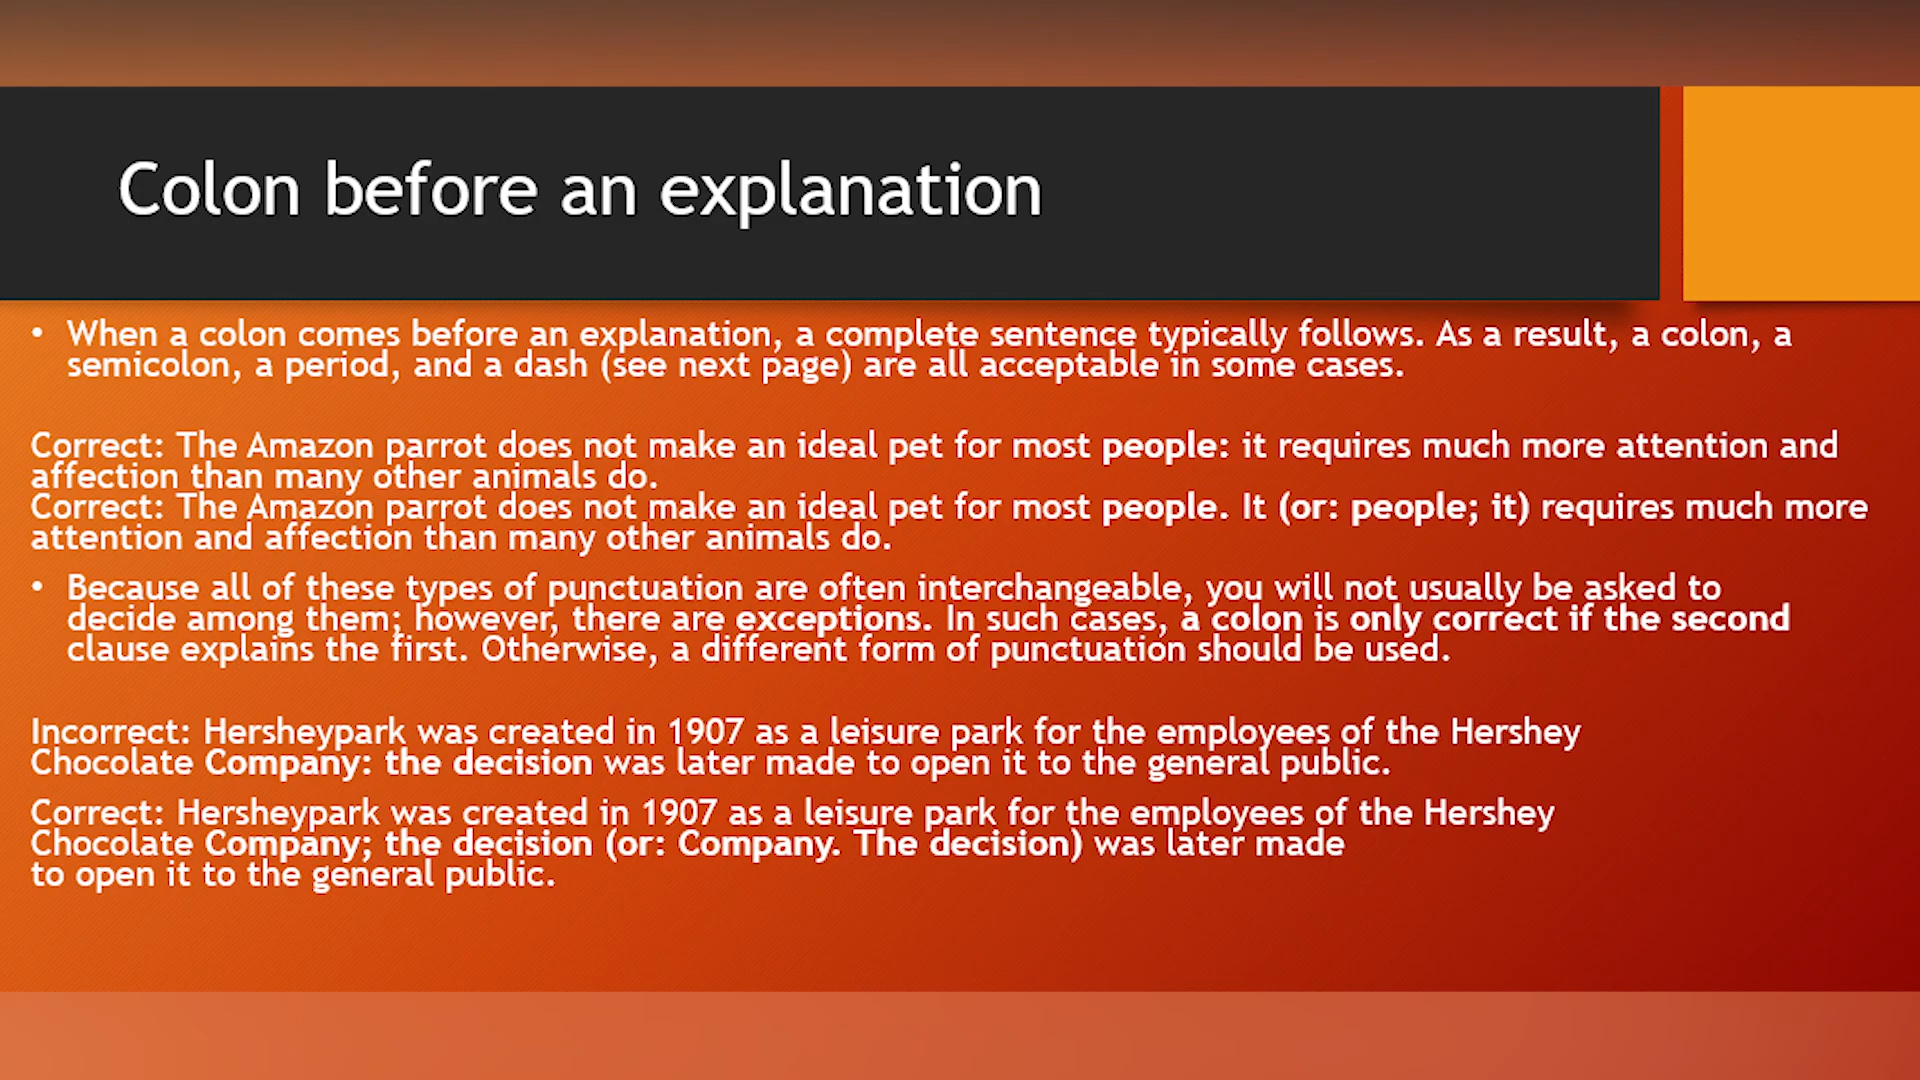 Colon before an explanation
• When a colon comes before an explanation, a complete sentence typically follows. As a result, a colon, a
semicolon, a period, and a dash (see next page) are all acceptable in some cases.
Correct: The Amazon parrot does not make an ideal pet for most people: it requires much more attention and
affection than many other animals do.
Correct: The Amazon parrot does not make an ideal pet for most people. It (or: people; it) requires much more
attention and affection than many other animals do.
• Because all of these types of punctuation are often interchangeable, you will not usually be asked to
decide among them; however, there are exceptions. In such cases, a colon is only correct if the second
clause explains the first. Otherwise, a different form of punctuation should be used.
Incorrect: Hersheypark was created in 1907 as a leisure park for the employees of the Hershey
Chocolate Company: the decision was later made to open it to the general public.
Correct: Hersheypark was created in 1907 as a leisure park for the employees of the Hershey
Chocolate Company; the decision (or: Company. The decision) was later made
to open it to the general public.